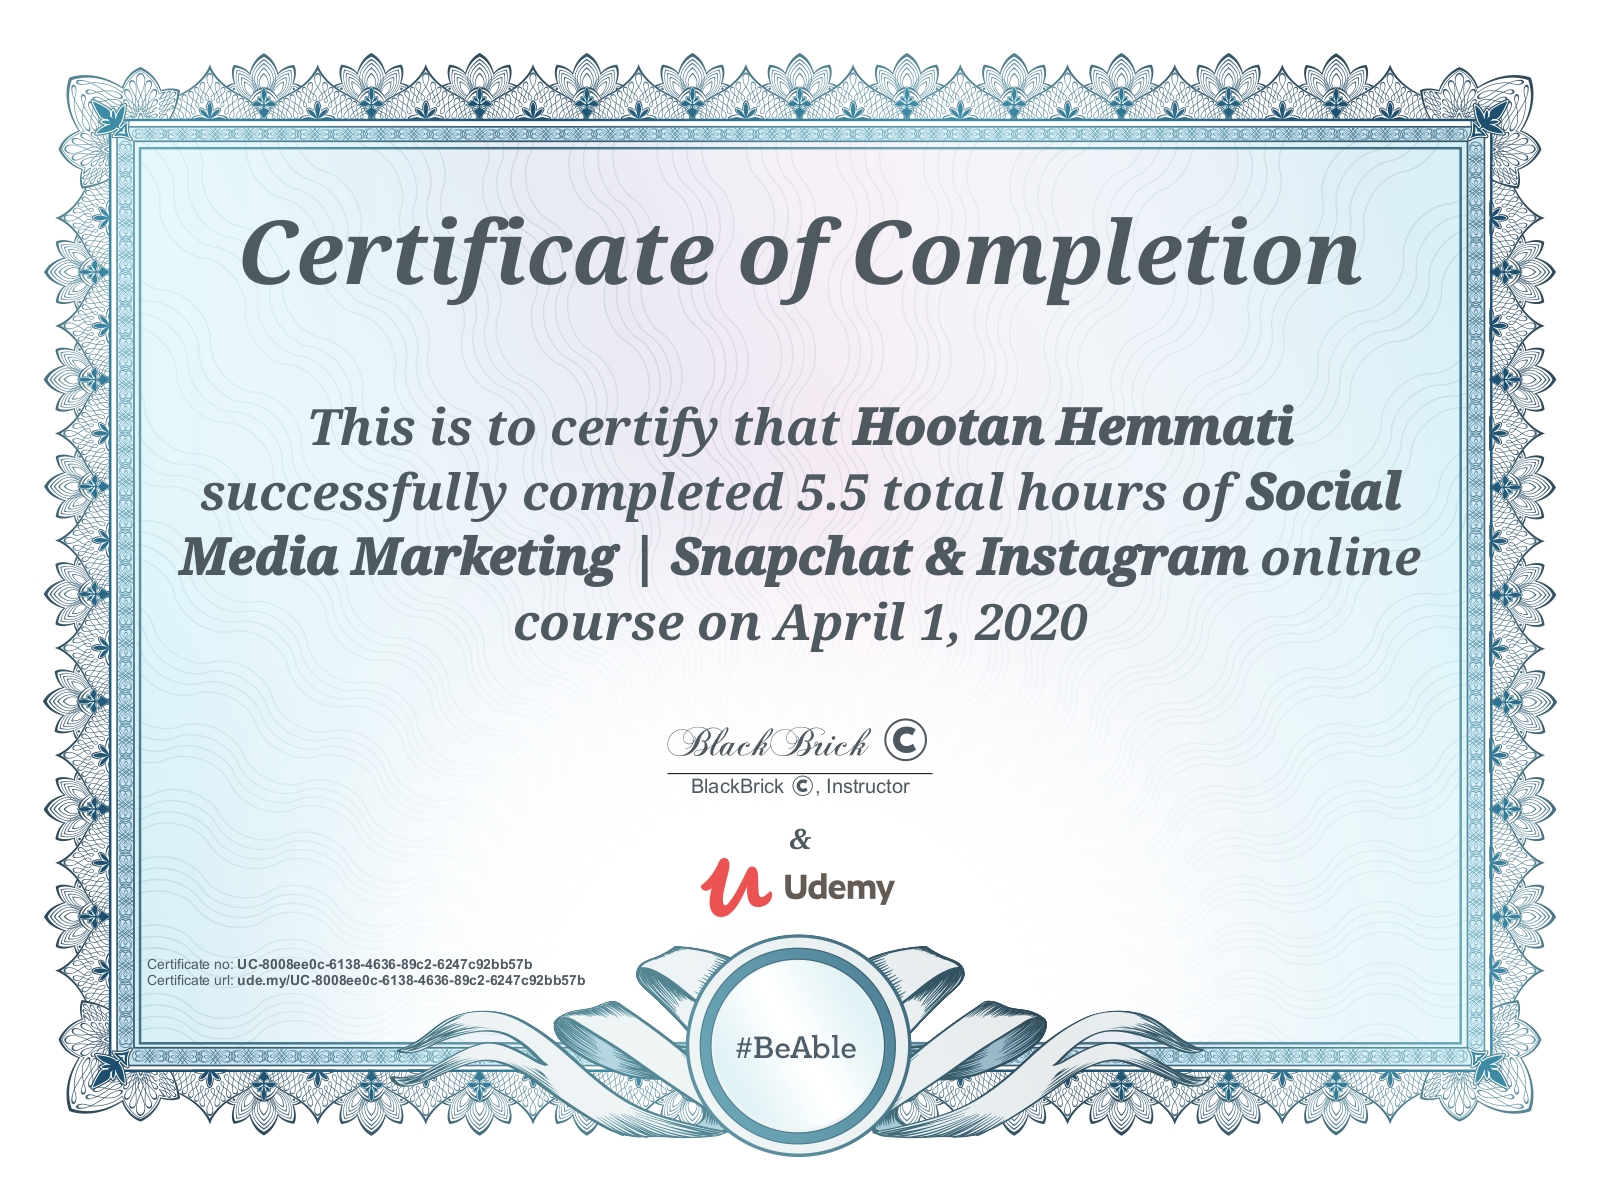 Certificate of Completion
This is to certify that Hootan Hemmati
successfully completed 5.5 total hours of Social
Media Marketing | Snapchat & Instagram online
course on April 1, 2020
BlackBrick ©
BlackBrick ©, Instructor
&
Udemy
Certificate no: UC-8008ee0c-6138-4636-89c2-6247c92bb57b
Certificate url: ude.my/UC-8008ee0c-6138-4636-89c2-6247c92bb57b
#BeAble